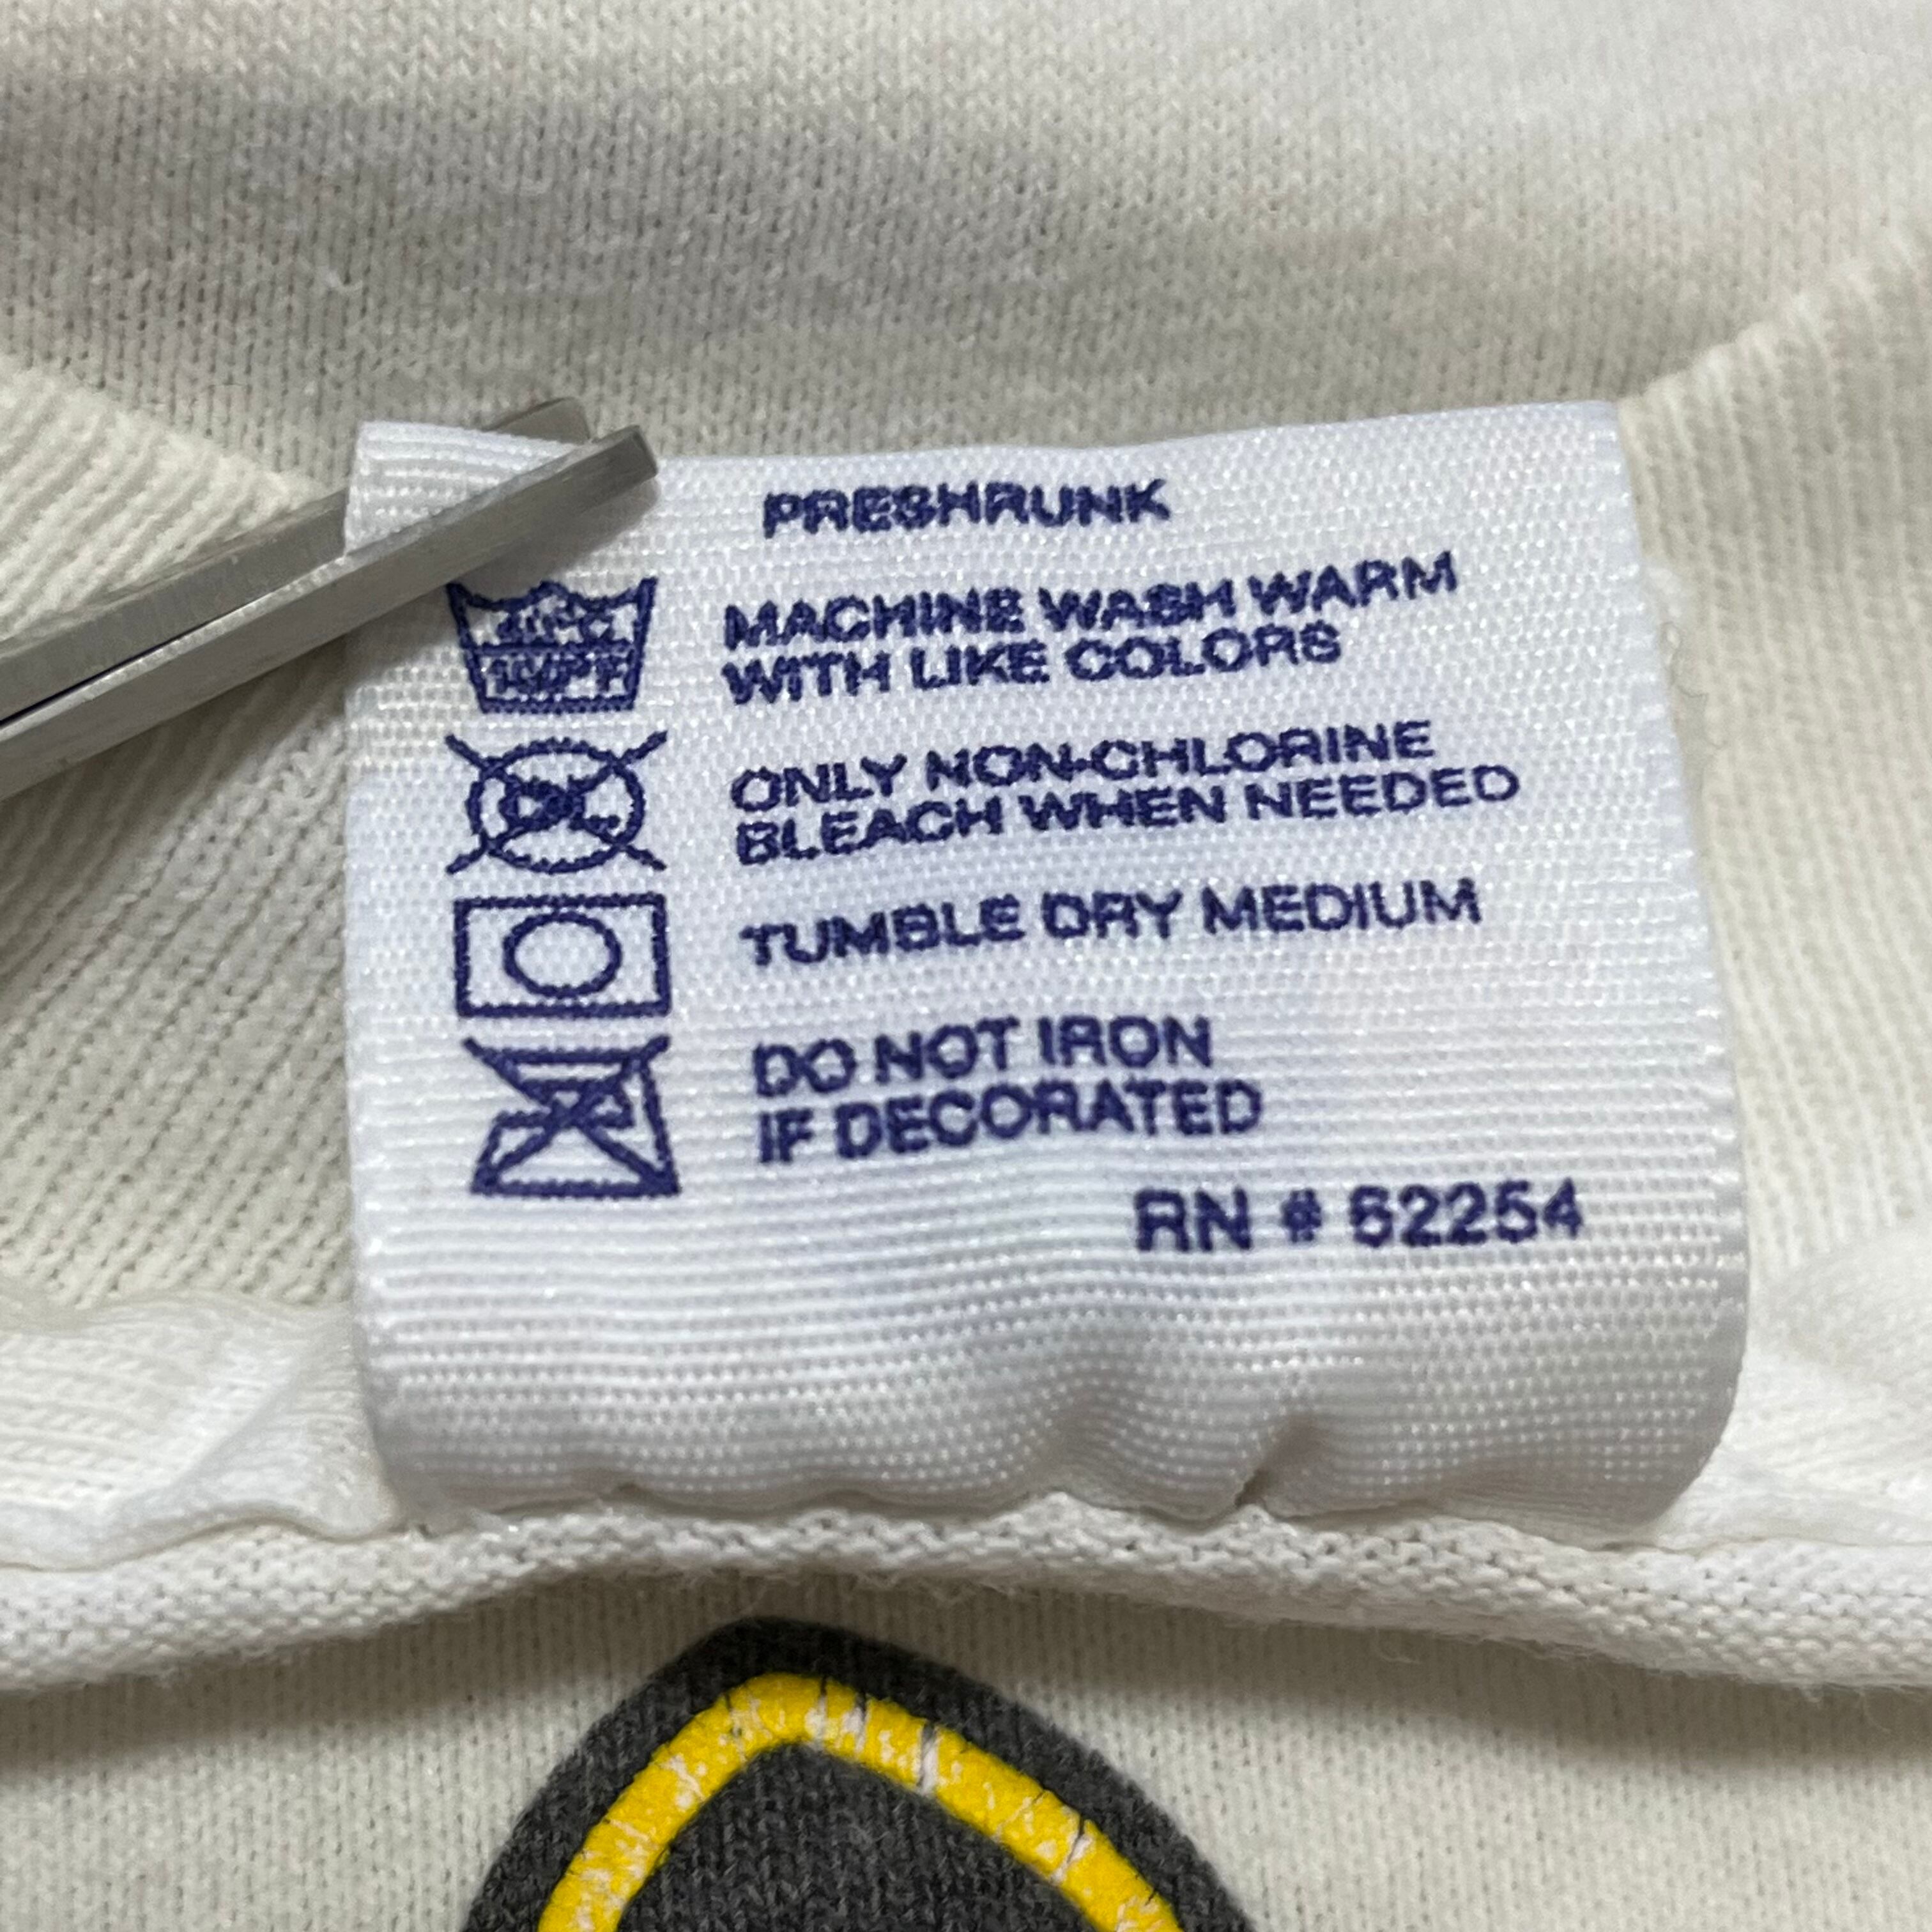 PRESHRUNK
MACHINE WASH WARM
WITH LIKE COLORS
ONLY NON-CHLORINE
BLEACH WHEN NEEDED
TUMBLE DRY MEDIUM
DO NOT IRON
IF DECORATED
RN # 62254